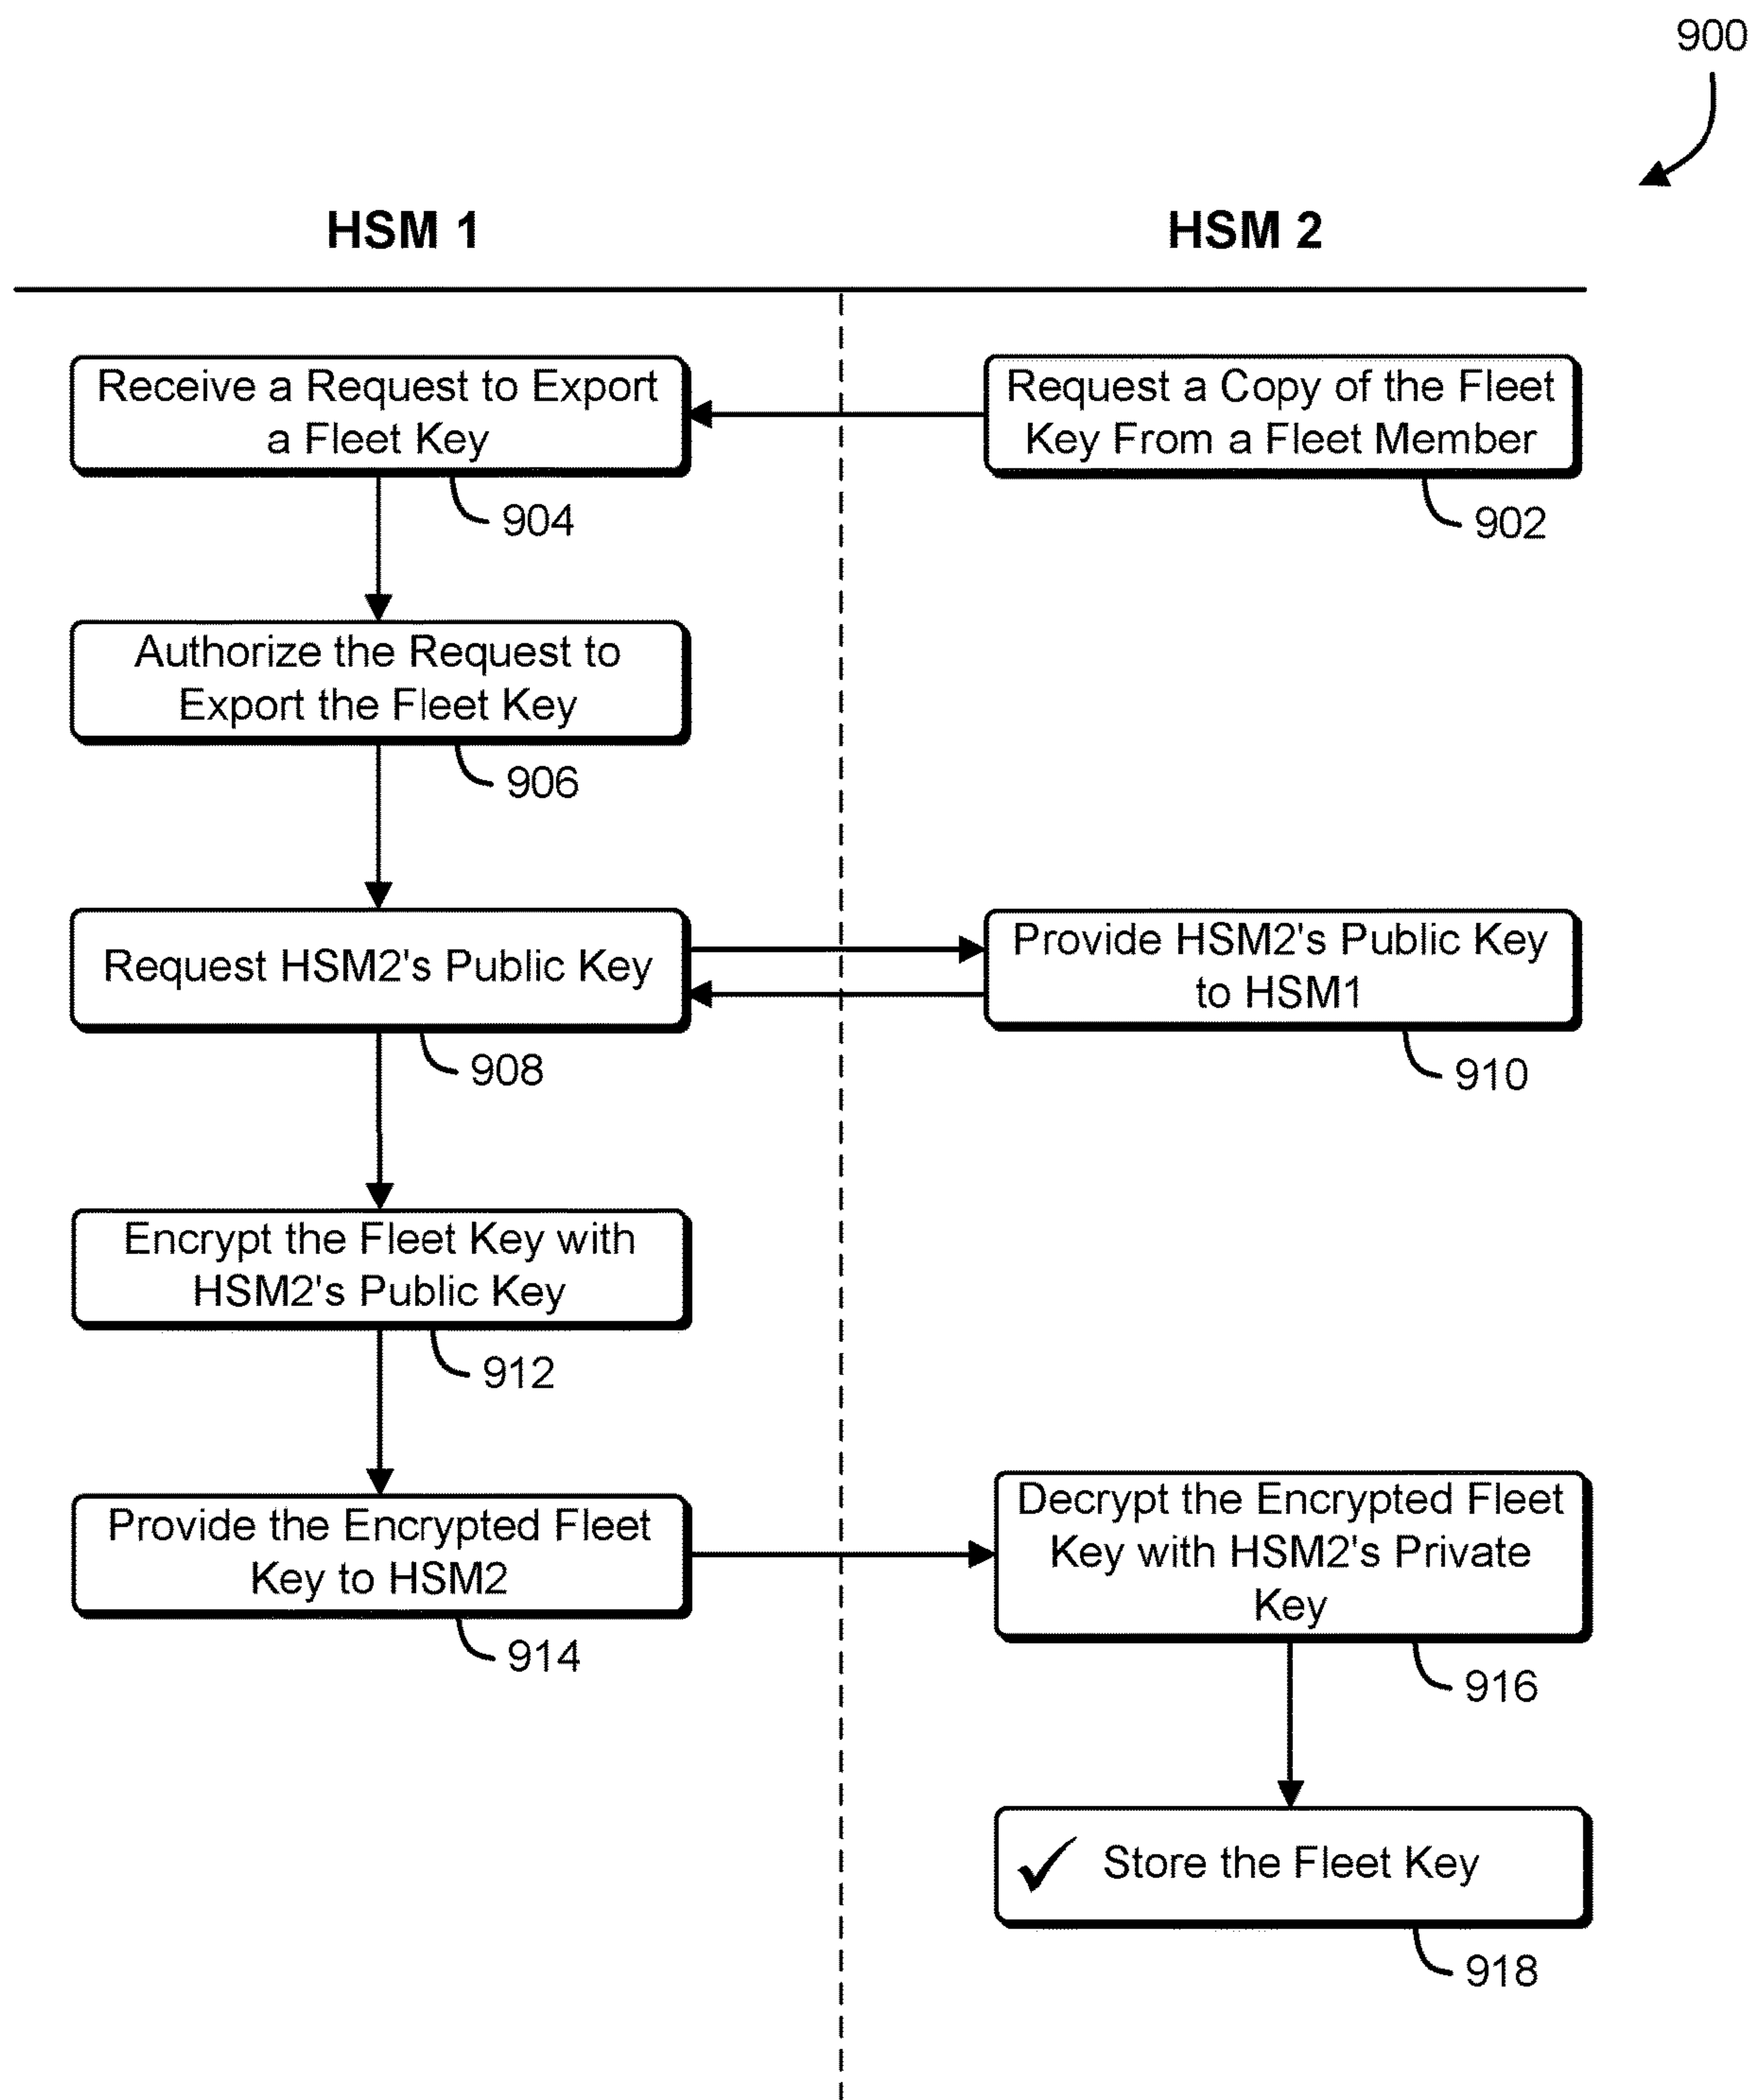 900
HSM 1
HSM 2
Receive a Request to Export
a Fleet Key
904
Request a Copy of the Fleet
Key From a Fleet Member
902
Authorize the Request to
Export the Fleet Key
906
Request HSM2's Public Key
908
Provide HSM2's Public Key
to HSM1
910
Encrypt the Fleet Key with
HSM2's Public Key
912
Provide the Encrypted Fleet
Key to HSM2
914
Decrypt the Encrypted Fleet
Key with HSM2's Private
Key
916
Store the Fleet Key
918